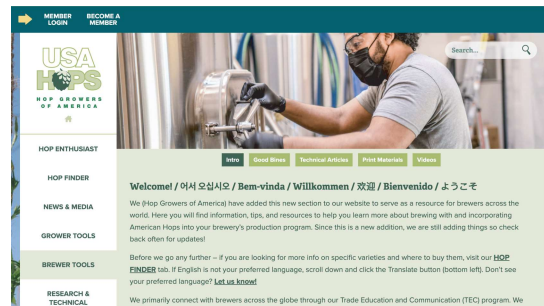 MEMBER LOGIN
BECOME A MEMBER
USA
HOPS
HOP GROWERS
OF AMERICA
Search...
HOP ENTHUSIAST
HOP FINDER
NEWS & MEDIA
GROWER TOOLS
BREWER TOOLS
RESEARCH &
TECHNICAL
Intro
Good Bines
Technical Articles
Print Materials
Videos
Welcome! / 어서 오십시오 / Bem-vinda / Willkommen / 欢迎 / Bienvenido / ようこそ
We (Hop Growers of America) have added this new section to our website to serve as a resource for brewers across the
world. Here you will find information, tips, and resources to help you learn more about brewing with and incorporating
American Hops into your brewery's production program. Since this is a new addition, we are still adding things so check
back often for updates!
Before we go any further – if you are looking for more info on specific varieties and where to buy them, visit our HOP
FINDER tab. If English is not your preferred language, scroll down and click the Translate button (bottom left). Don't see
your preferred language? Let us know!
We primarily connect with brewers across the globe through our Trade Education and Communication (TEC) program. We